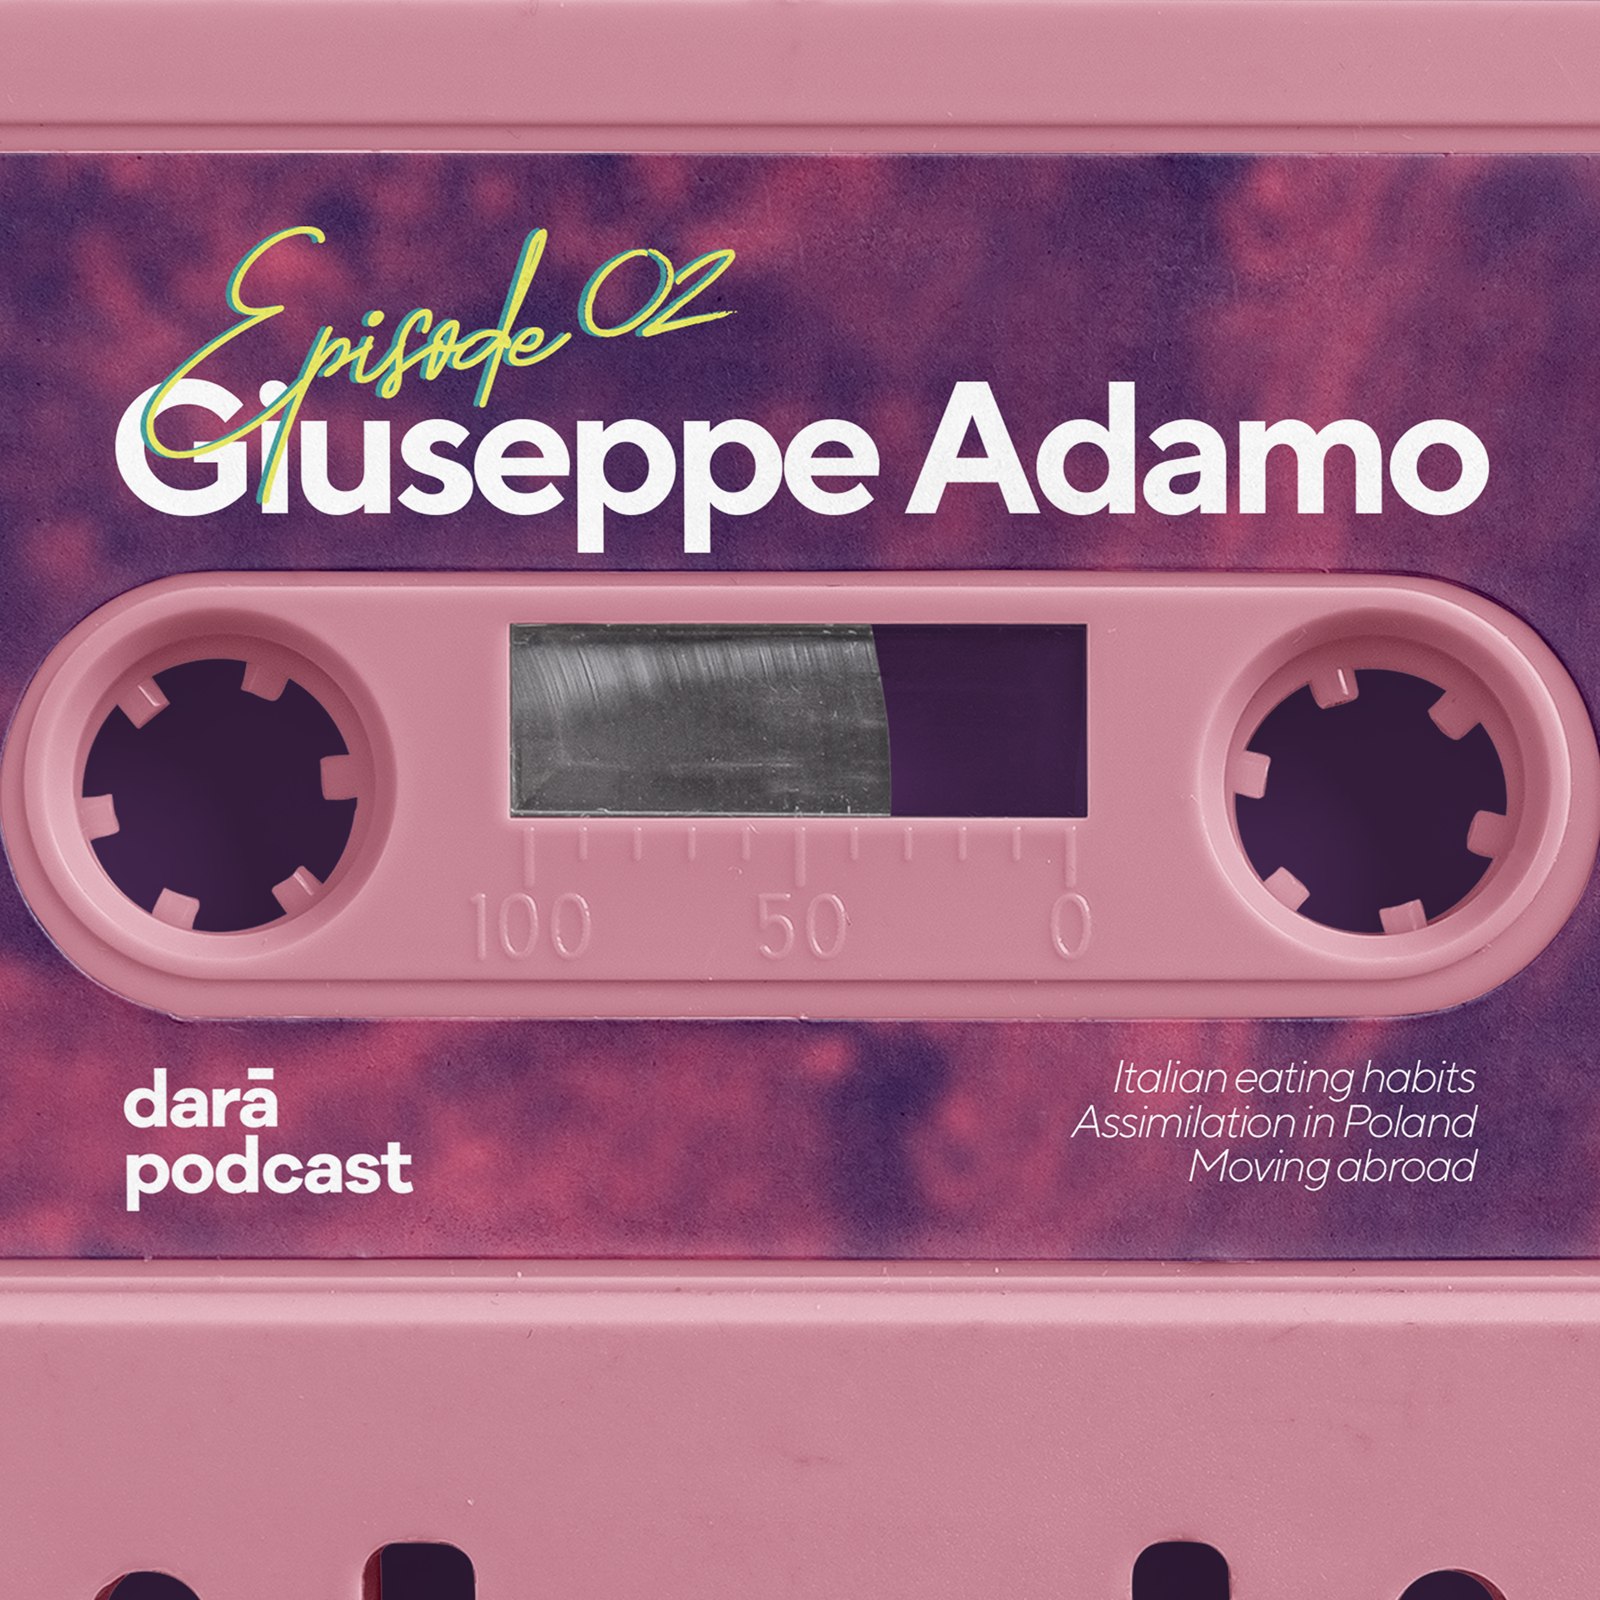 Episode 02
Giuseppe Adamo
100 50 0
darā
podcast
Italian eating habits
Assimilation in Poland
Moving abroad